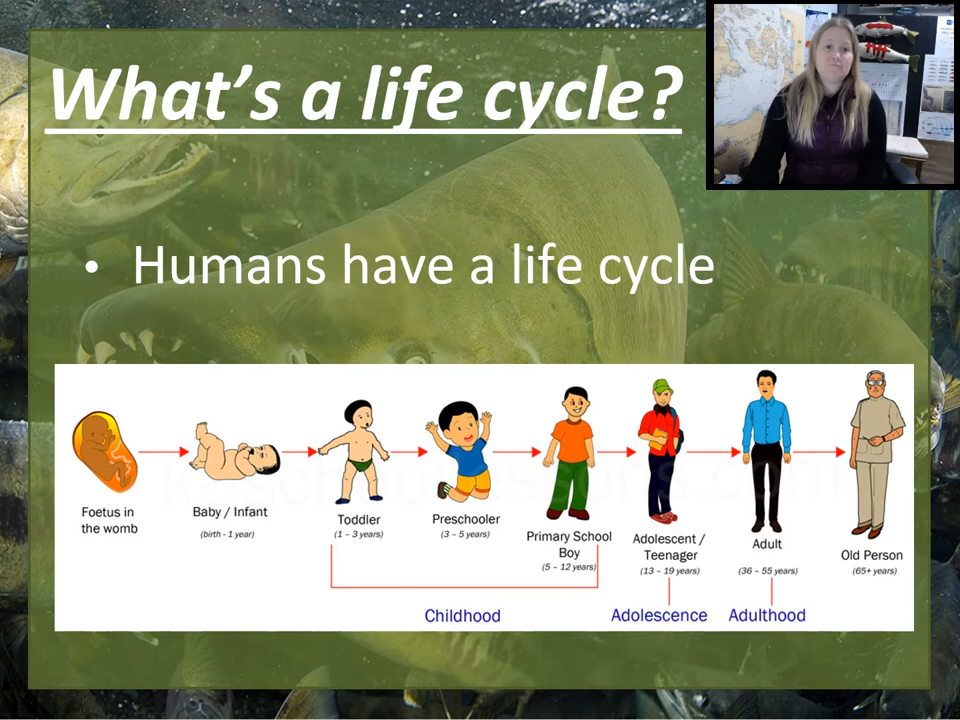 What's a life cycle?
• Humans have a life cycle
Foetus in
the womb
Baby / Infant
(birth - 1 year)
Toddler
(1 – 3 years)
Preschooler
(3 – 5 years)
Primary School
Boy
(5 – 12 years)
Adolescent /
Teenager
(13 – 19 years)
Adult
(36 – 55 years)
Old Person
(65+ years)
Childhood
Adolescence
Adulthood